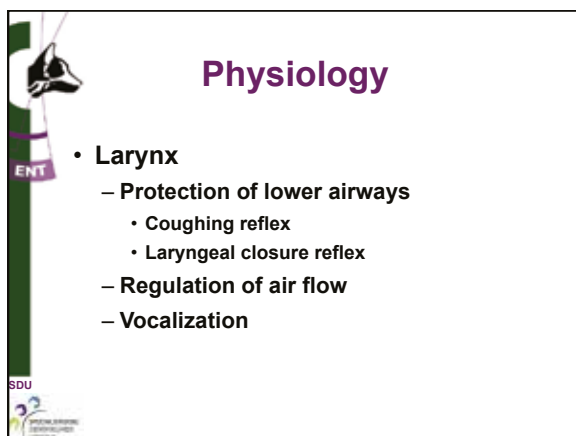 Physiology
ENT
• Larynx
– Protection of lower airways
• Coughing reflex
• Laryngeal closure reflex
– Regulation of air flow
– Vocalization
SDU